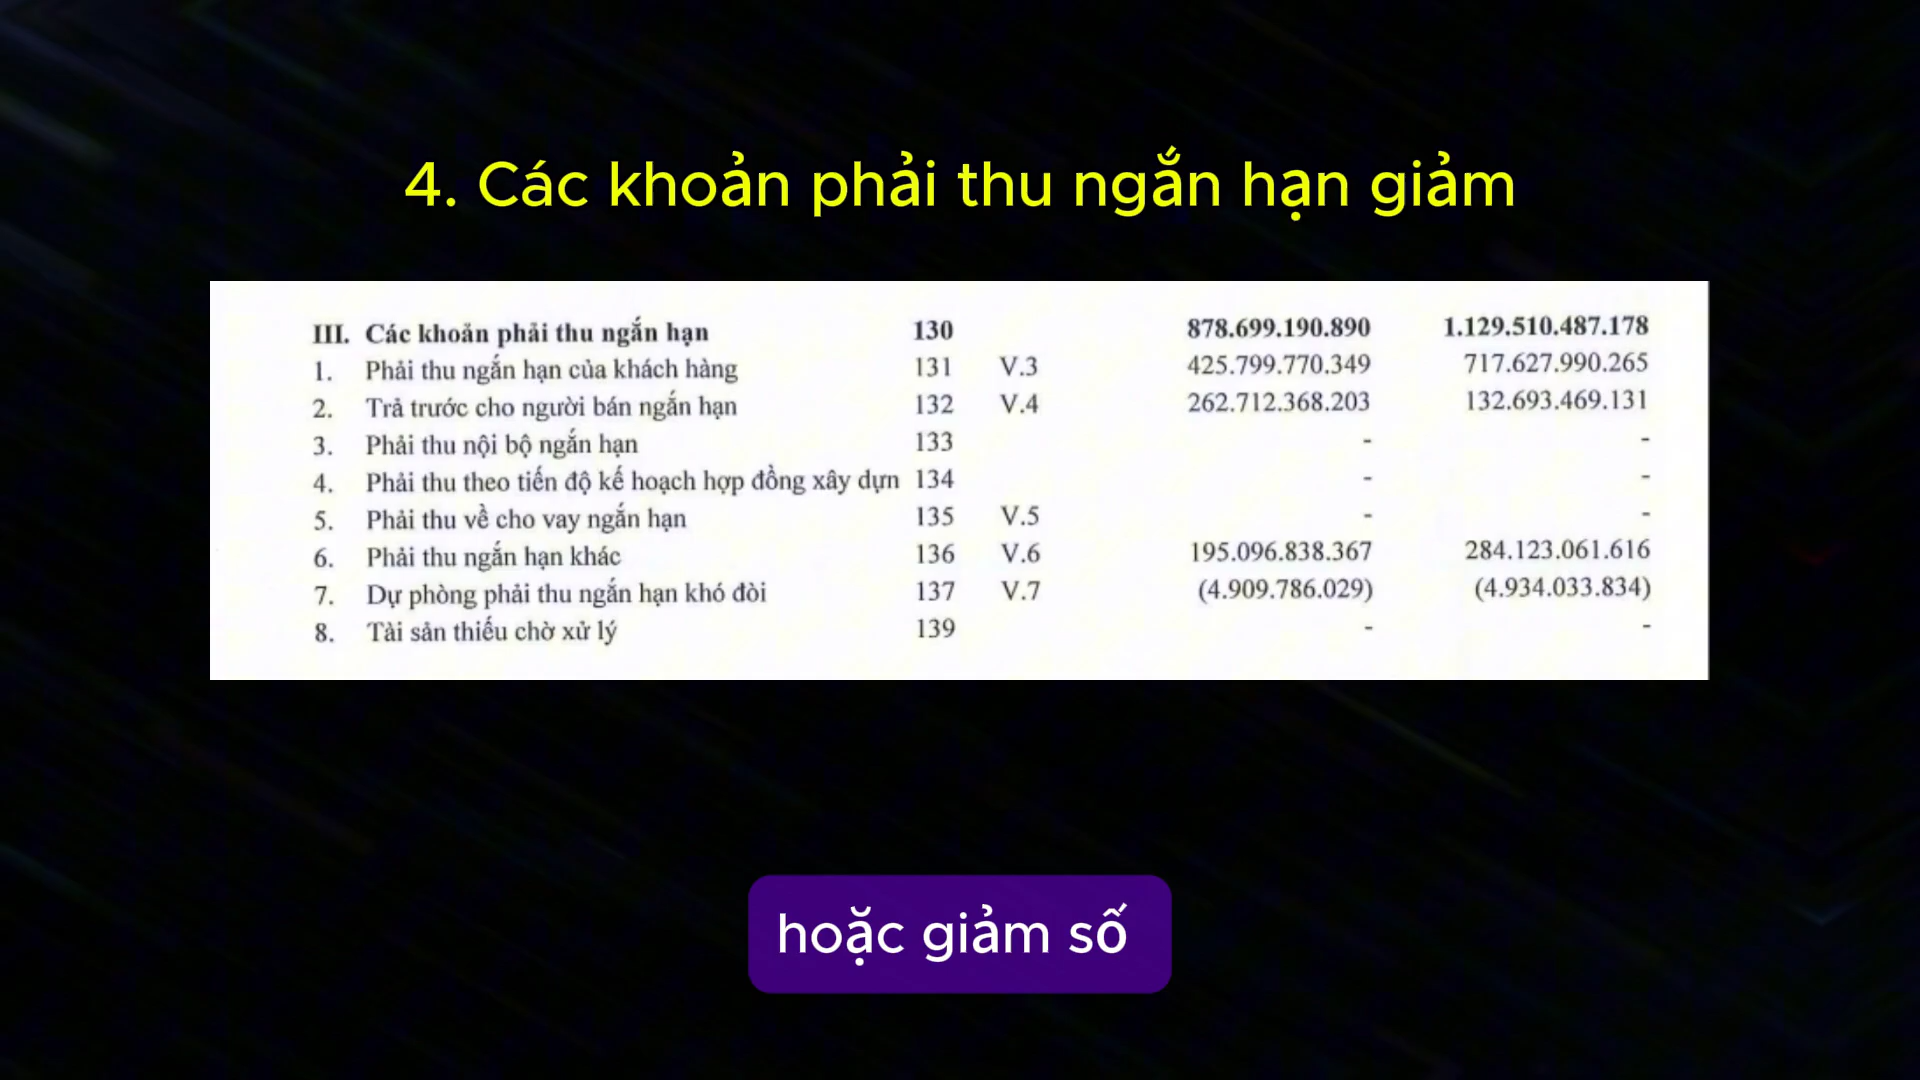 4. Các khoản phải thu ngắn hạn giảm
III. Các khoản phải thu ngắn hạn 130 878.699.190.890 1.129.510.487.178
1. Phải thu ngắn hạn của khách hàng 131 V.3 425.799.770.349 717.627.990.265
2. Trả trước cho người bán ngắn hạn 132 V.4 262.712.368.203 132.693.469.131
3. Phải thu nội bộ ngắn hạn 133 - -
4. Phải thu theo tiến độ kế hoạch hợp đồng xây dựn 134 - -
5. Phải thu về cho vay ngắn hạn 135 V.5 - -
6. Phải thu ngắn hạn khác 136 V.6 195.096.838.367 284.123.061.616
7. Dự phòng phải thu ngắn hạn khó đòi 137 V.7 (4.909.786.029) (4.934.033.834)
8. Tài sản thiếu chờ xử lý 139 - -
hoặc giảm số